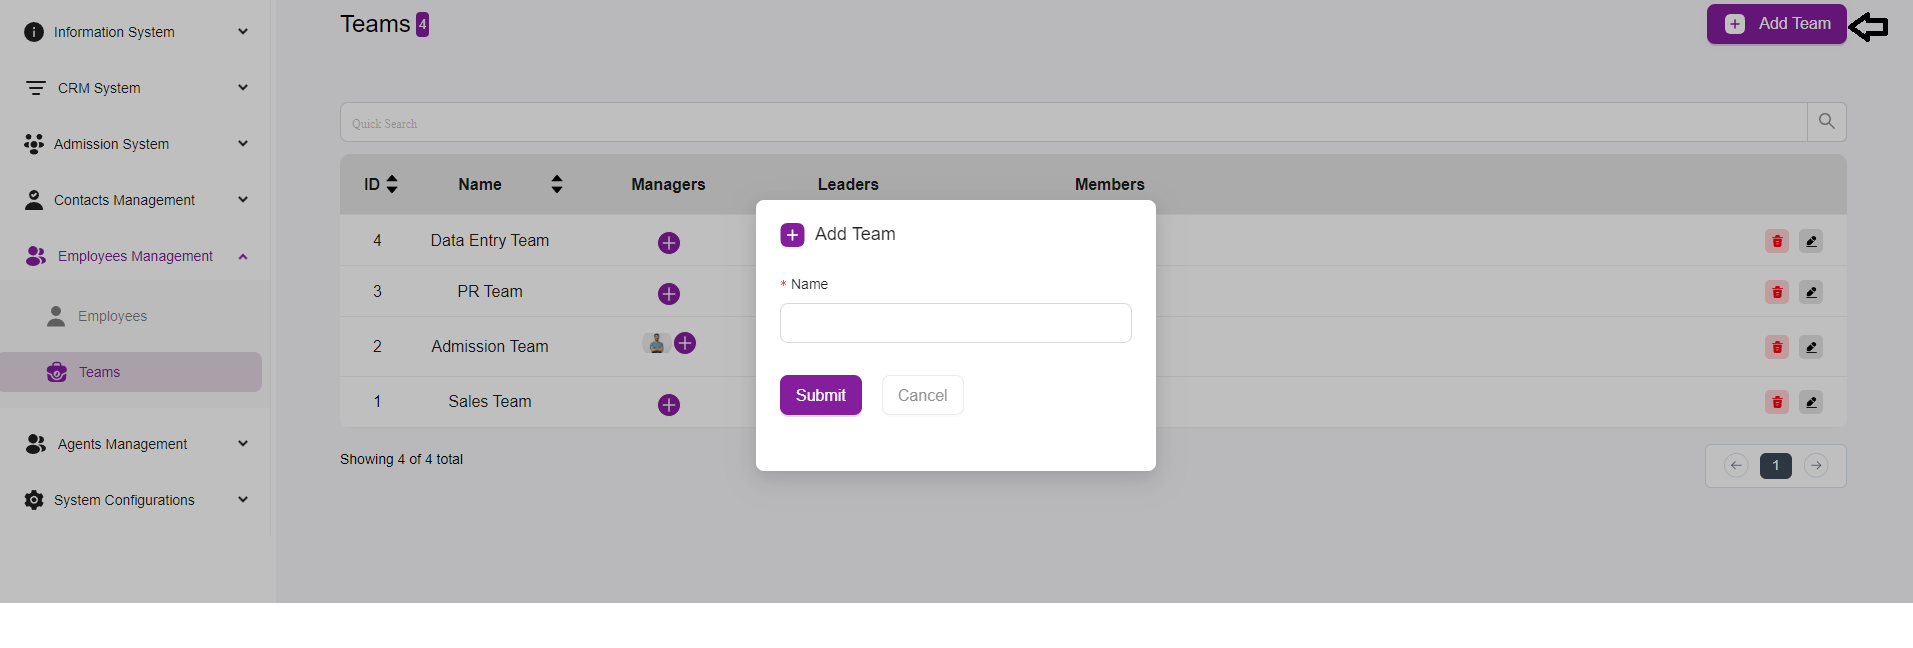 Information System
CRM System
Admission System
Contacts Management
Employees Management
Employees
Teams
Agents Management
System Configurations
Teams 4
Add Team
Quick Search
ID Name Managers Leaders Members
4 Data Entry Team
3 PR Team
2 Admission Team
1 Sales Team
Showing 4 of 4 total
1
Add Team
* Name
Submit Cancel